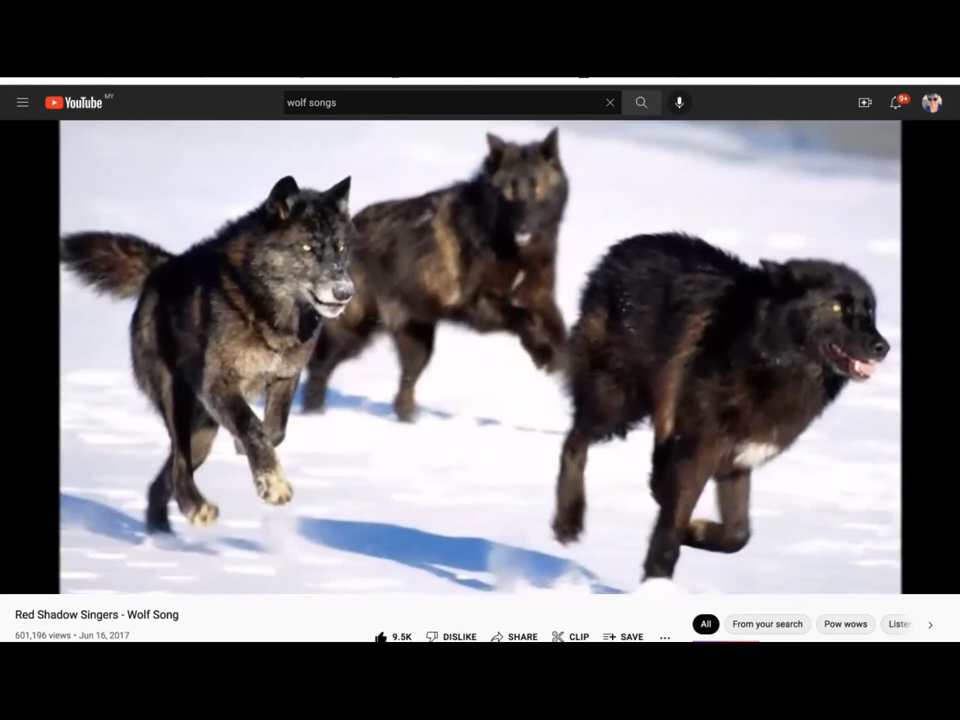 YouTube MY
wolf songs
9+
Red Shadow Singers - Wolf Song
601,196 views • Jun 16, 2017
9.5K DISLIKE SHARE CLIP SAVE ...
All From your search Pow wows Listen